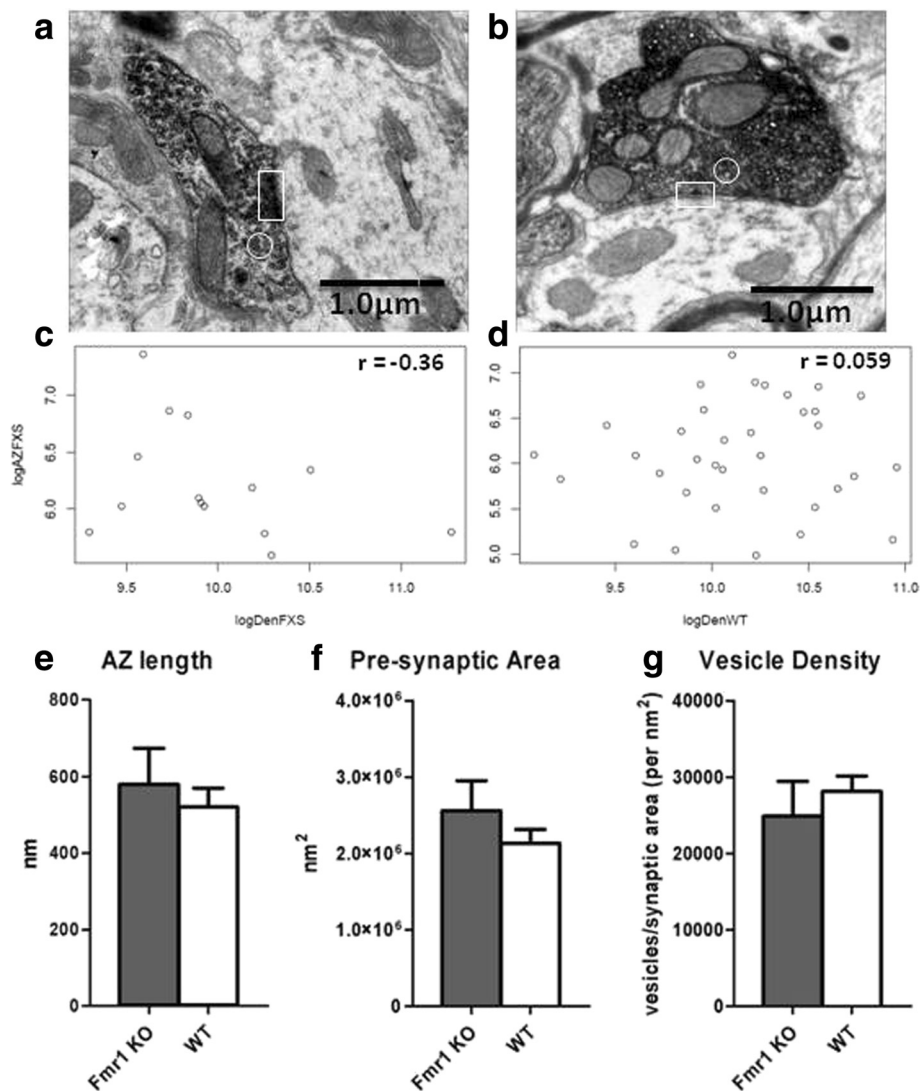 a
b
1.0µm
1.0µm
c
d
r = -0.36
r = 0.059
7.0
6.5
6.0
logAZFXS
9.5
10.0
10.5
11.0
logDenFXS
7.0
6.5
6.0
5.5
5.0
9.5
10.0
10.5
11.0
logDenWT
e
AZ length
800
600
400
200
0
nm
Fmr1 KO
WT
f
Pre-synaptic Area
4.0×10⁶
3.0×10⁶
2.0×10⁶
1.0×10⁶
0
nm²
Fmr1 KO
WT
g
Vesicle Density
40000
30000
20000
10000
0
vesicles/synaptic area (per nm²)
Fmr1 KO
WT